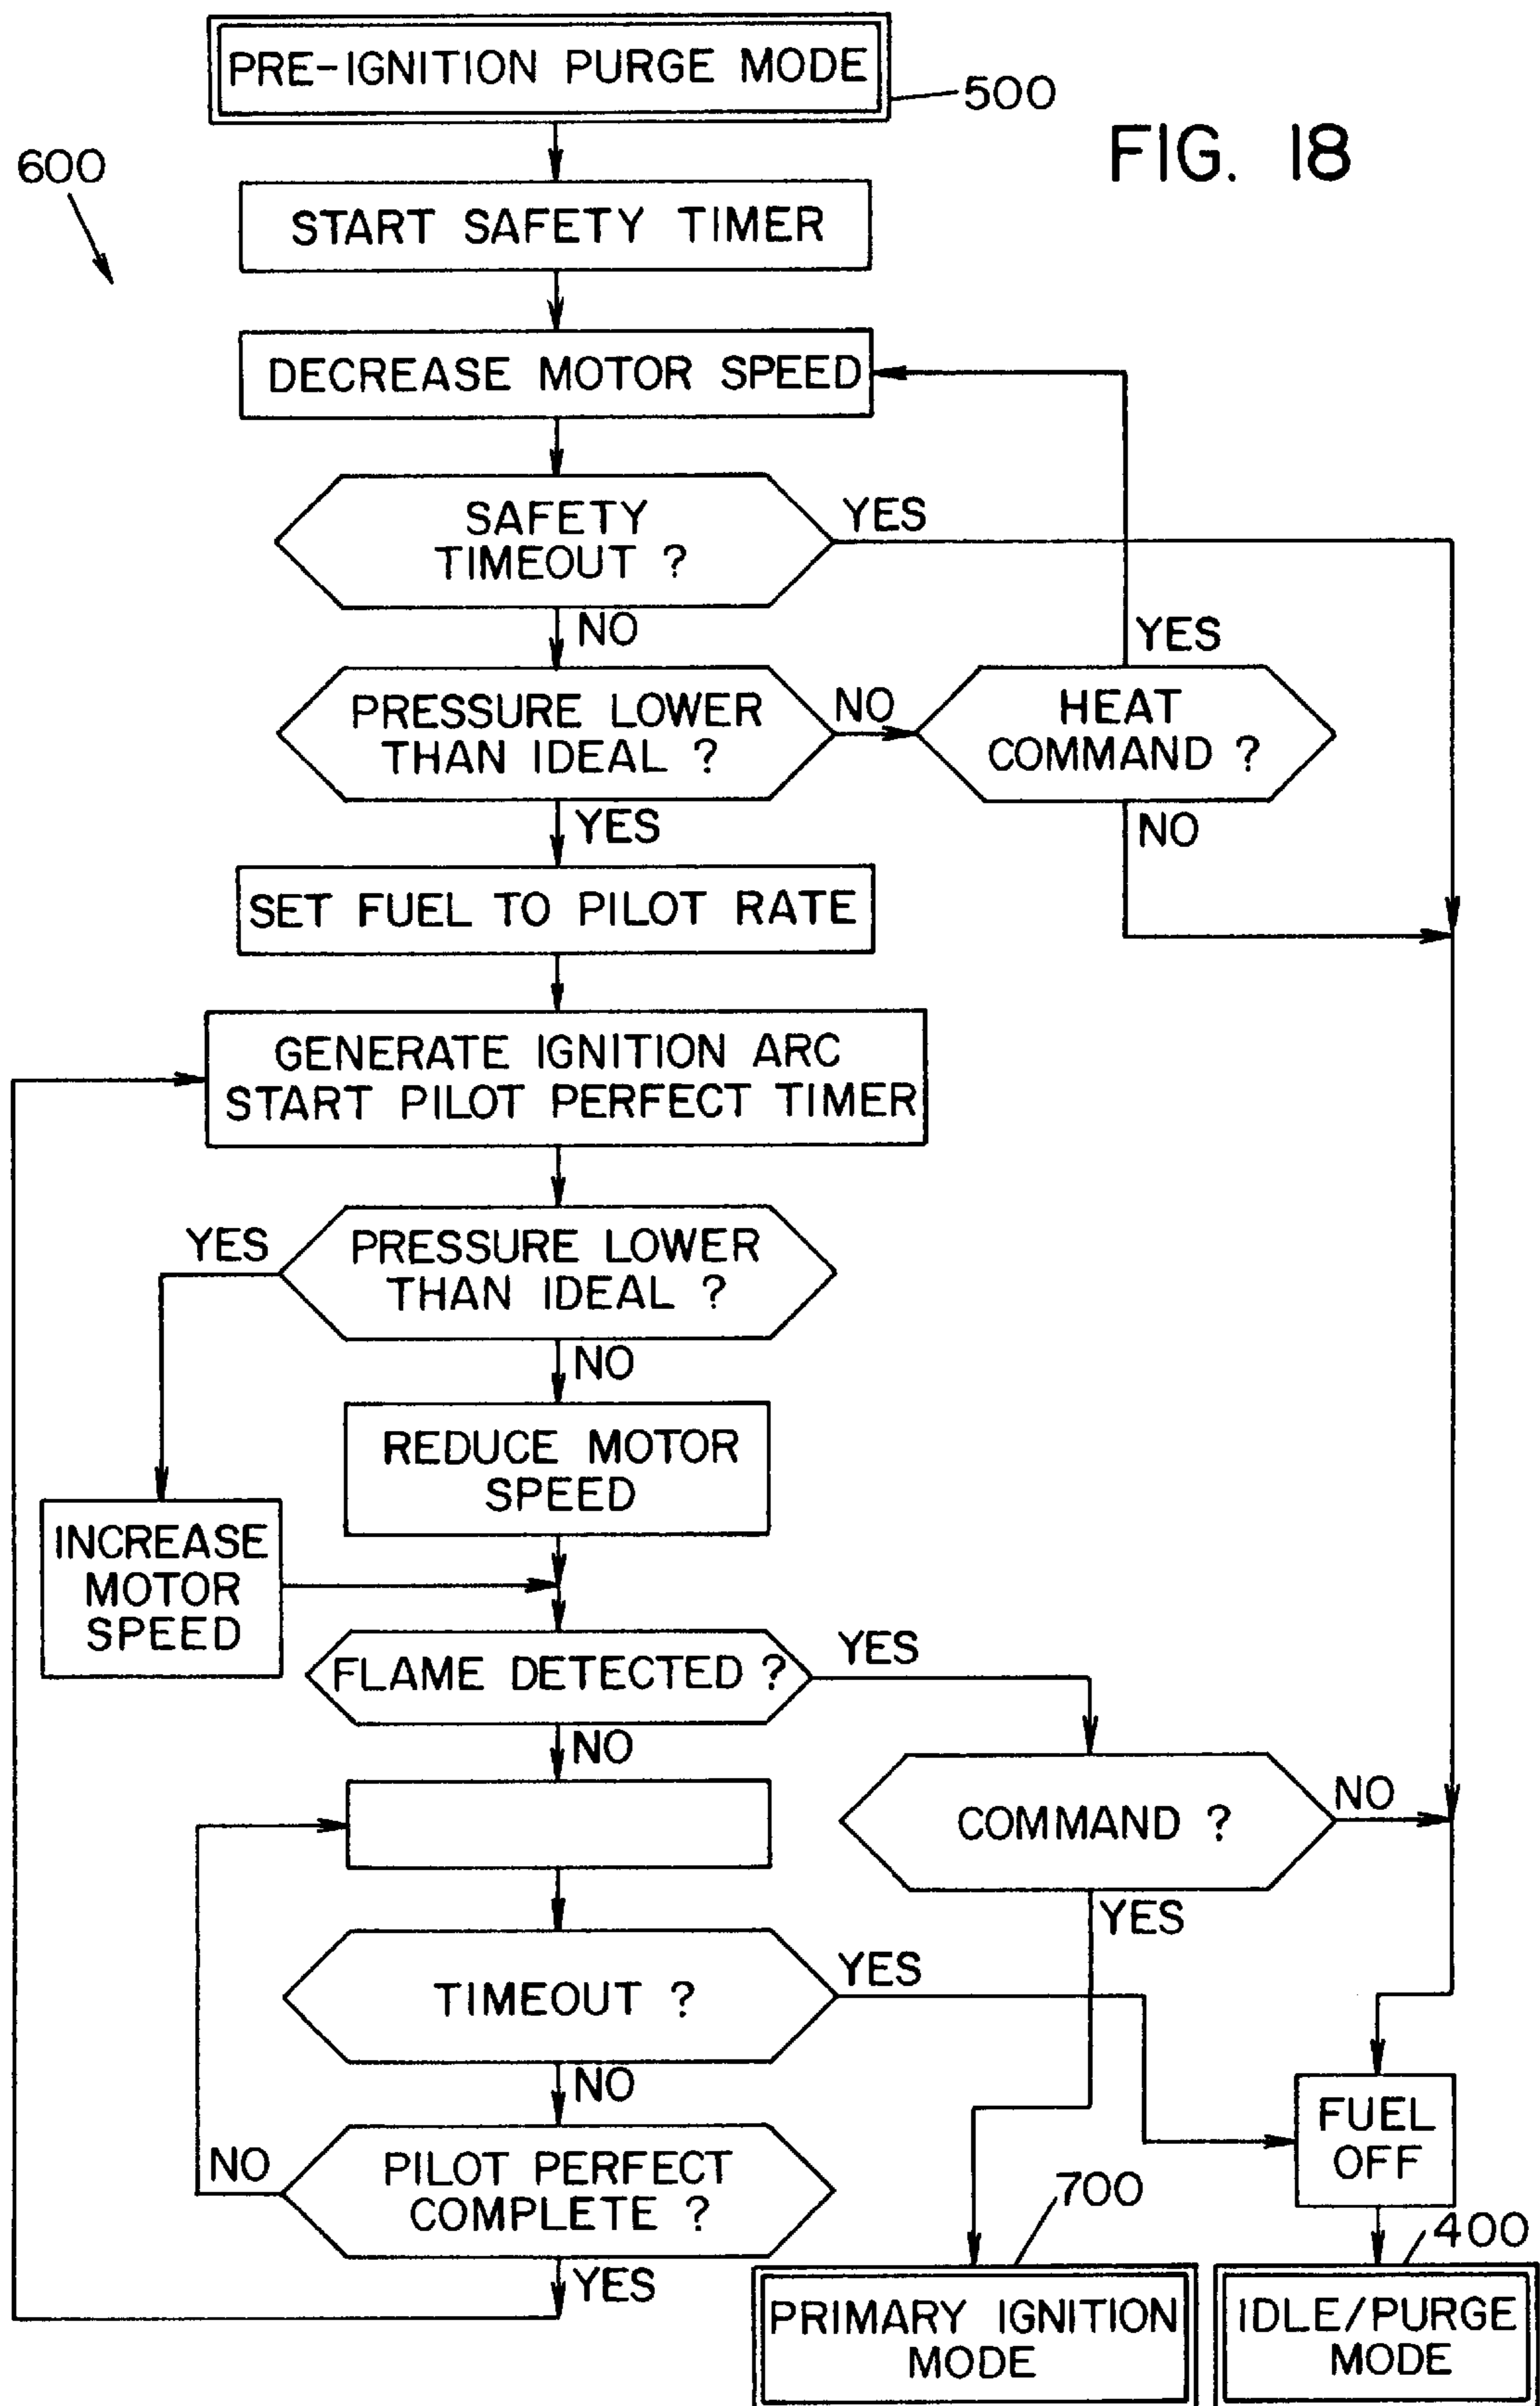 PRE-IGNITION PURGE MODE
500
FIG. 18
600
START SAFETY TIMER
DECREASE MOTOR SPEED
SAFETY
TIMEOUT ?
YES
NO
YES
PRESSURE LOWER
THAN IDEAL ?
NO
HEAT
COMMAND ?
YES
NO
SET FUEL TO PILOT RATE
GENERATE IGNITION ARC
START PILOT PERFECT TIMER
YES
PRESSURE LOWER
THAN IDEAL ?
NO
REDUCE MOTOR
SPEED
INCREASE
MOTOR
SPEED
FLAME DETECTED ?
YES
NO
COMMAND ?
NO
YES
TIMEOUT ?
YES
NO
FUEL
OFF
NO
PILOT PERFECT
COMPLETE ?
YES
700
400
PRIMARY IGNITION
MODE
IDLE/PURGE
MODE